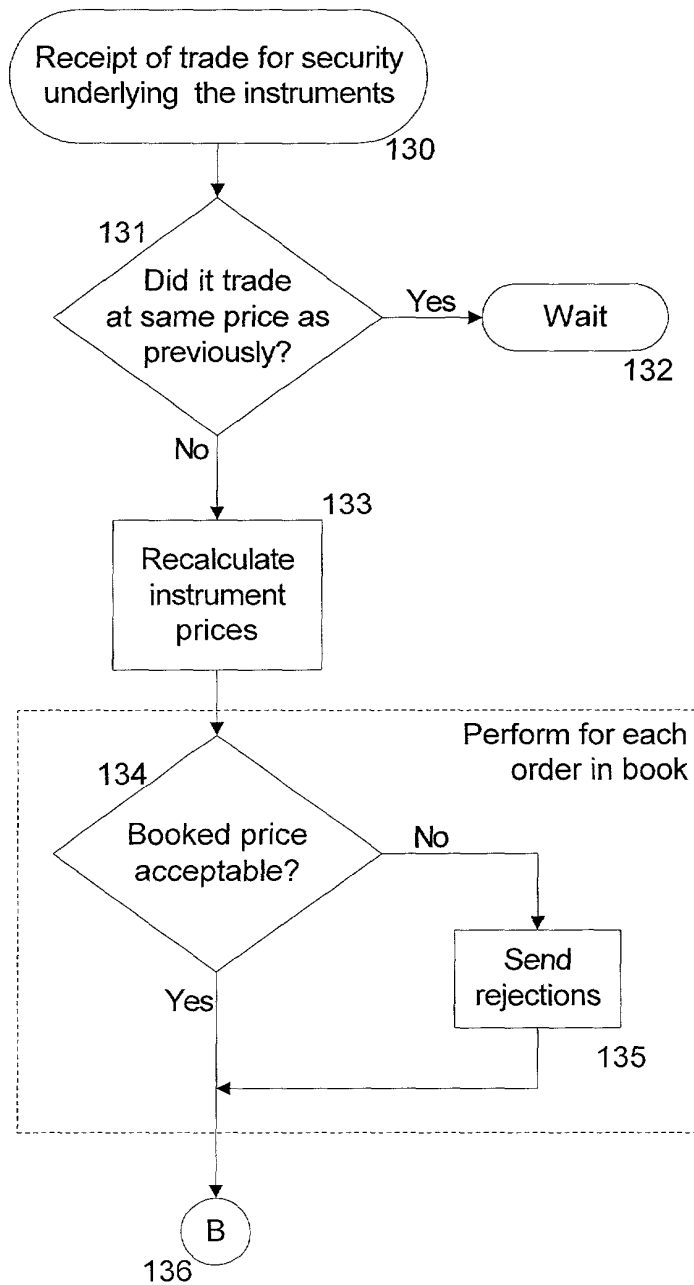 Receipt of trade for security
underlying the instruments
130
131
Did it trade
at same price as
previously?
Yes
Wait
132
No
133
Recalculate
instrument
prices
Perform for each
order in book
134
Booked price
acceptable?
No
Send
rejections
Yes
135
B
136